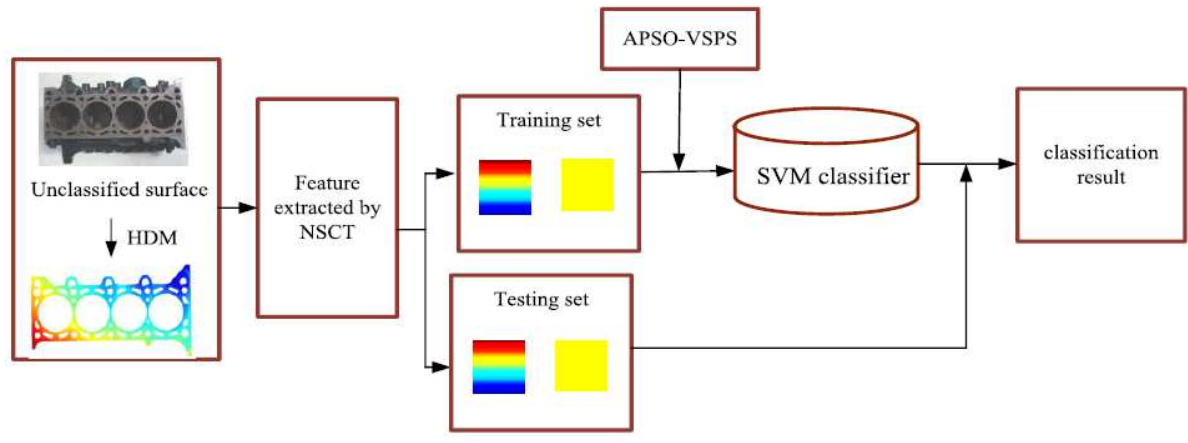 Unclassified surface
HDM
Feature
extracted by
NSCT
Training set
Testing set
APSO-VSPS
SVM classifier
classification
result